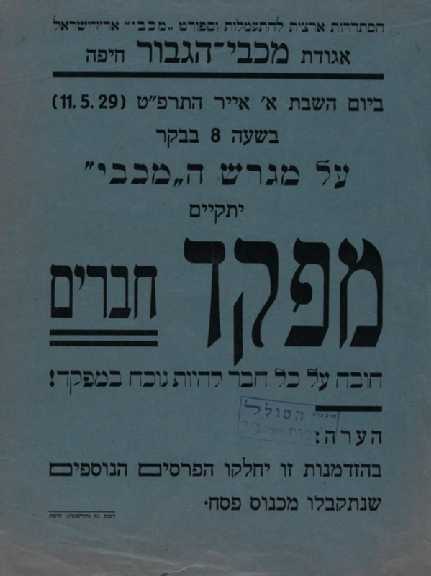 הסתדרות ארצית להתעמלות וספורט „מכבי” ארץ־ישראל
אגודת מכבי־הגבור חיפה
ביום השבת א׳ אייר התרפ״ט (11.5.29)
בשעה 8 בבקר
על מגרש ה„מכבי”
יתקיים
מפקד חברים
חובה על כל חבר להיות נוכח במפקד!
הערה:
בהזדמנות זו יחלקו הפרסים הנוספים
שנתקבלו מכנוס פסח.